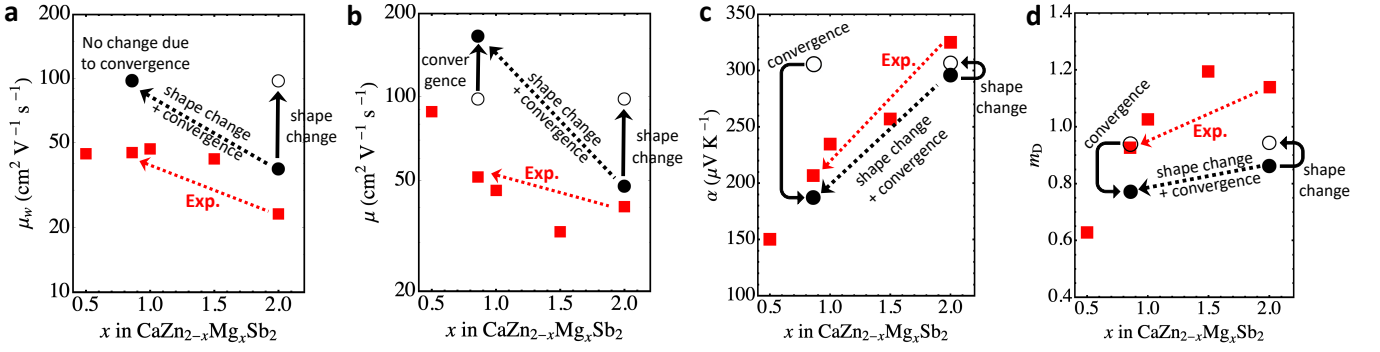 a
200
100
50
20
10
0.5
1.0
1.5
2.0
μw (cm² V⁻¹ s⁻¹)
x in CaZn₂₋ₓMgₓSb₂
No change due
to convergence
shape change
+ convergence
shape
change
Exp.
b
200
100
50
20
0.5
1.0
1.5
2.0
μ (cm² V⁻¹ s⁻¹)
x in CaZn₂₋ₓMgₓSb₂
conver
gence
shape change
+ convergence
shape
change
Exp.
c
350
300
250
200
150
100
0.5
1.0
1.5
2.0
α (μV K⁻¹)
x in CaZn₂₋ₓMgₓSb₂
convergence
Exp.
shape change
+ convergence
shape
change
d
1.4
1.2
1.0
0.8
0.6
0.4
0.5
1.0
1.5
2.0
mD
x in CaZn₂₋ₓMgₓSb₂
convergence
Exp.
shape change
+ convergence
shape
change